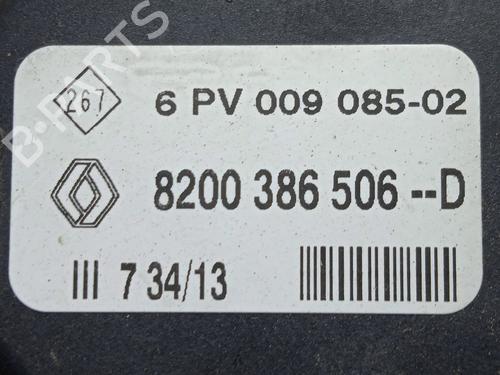 267
6 PV 009 085-02
8200 386 506 --D
III 7 34/13
B-PARTS